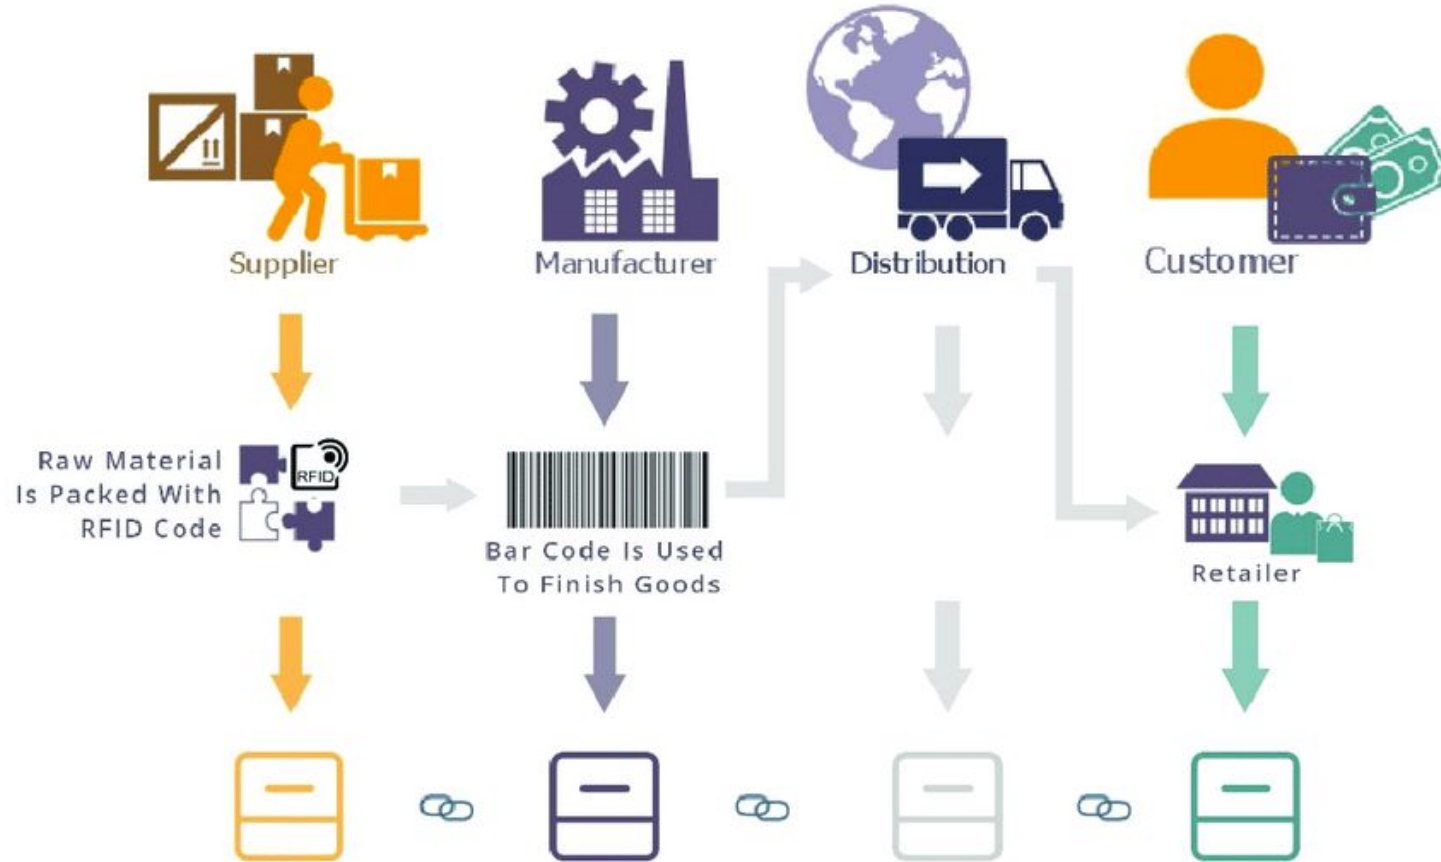 Supplier
Manufacturer
Distribution
Customer
Raw Material
Is Packed With
RFID Code
RFID
Bar Code Is Used
To Finish Goods
Retailer